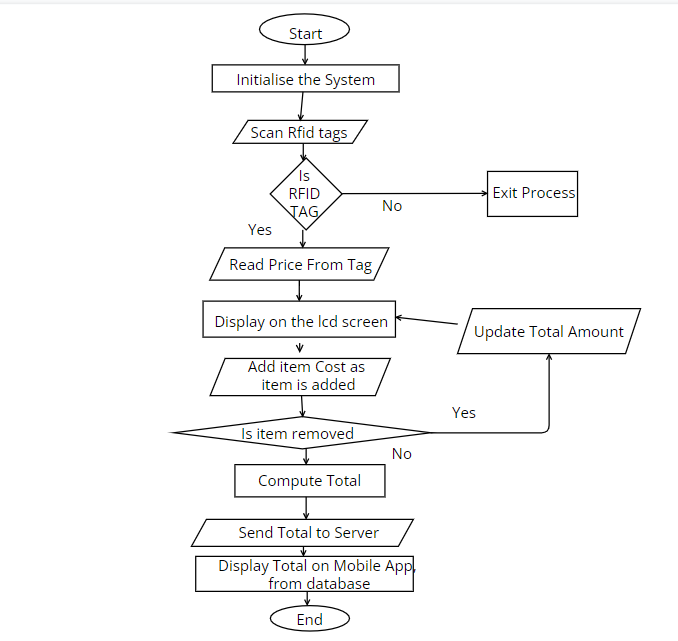 Start
Initialise the System
Scan Rfid tags
Is
RFID
TAG
No
Exit Process
Yes
Read Price From Tag
Display on the lcd screen
Update Total Amount
Add item Cost as
item is added
Yes
Is item removed
No
Compute Total
Send Total to Server
Display Total on Mobile App,
from database
End